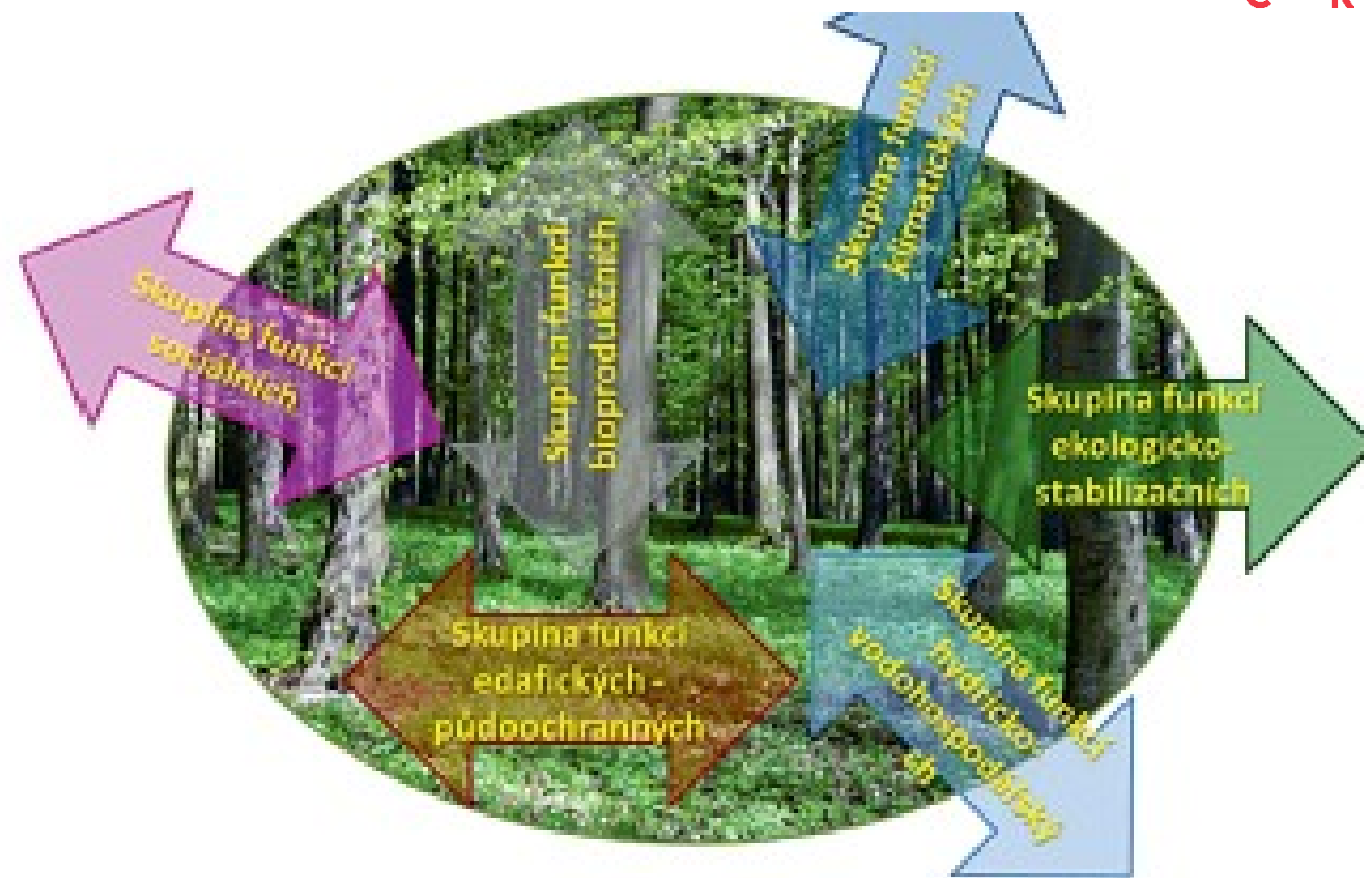 Skupina funkcí
klimatických
Skupina funkcí
sociálních
Skupina funkcí
bioprodukčních
Skupina funkcí
ekologicko-
stabilizačních
Skupina funkcí
edafických -
půdoochranných
Skupina funkcí
hydricko-
vodohospodářský
ch